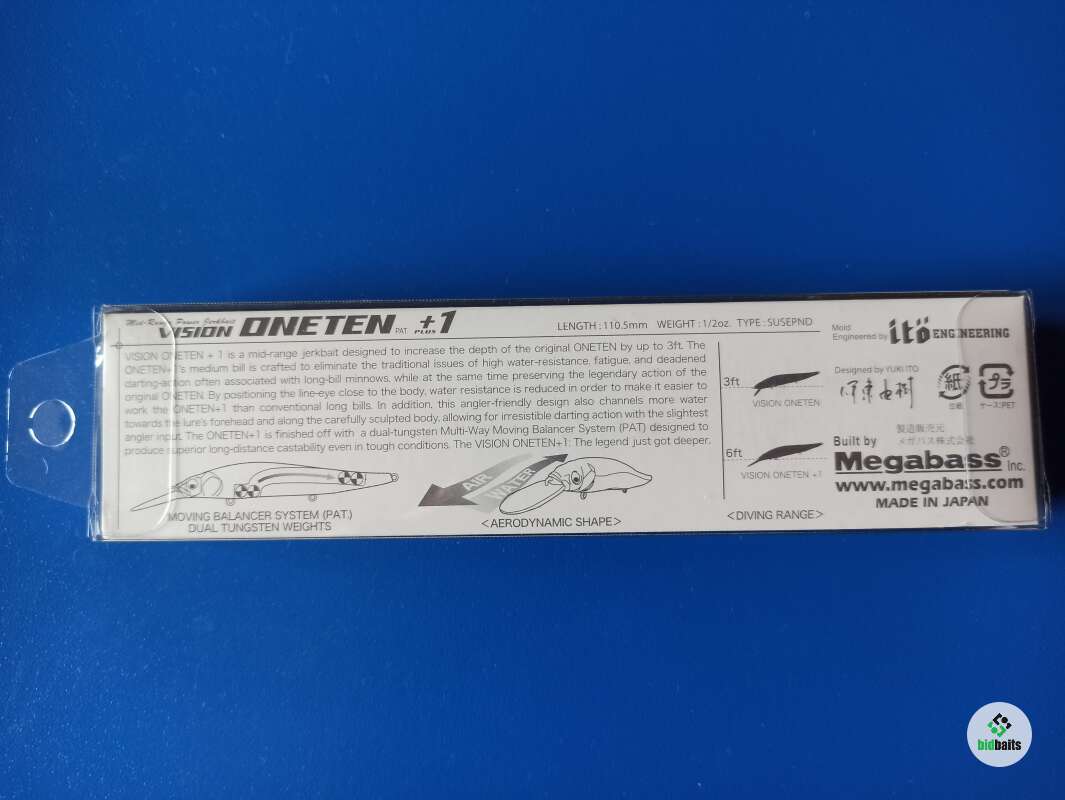 Mid-Range Power Jerkbait
VISION ONETEN PAT. +1 PLUS
LENGTH : 110.5mm WEIGHT : 1/2oz. TYPE : SUSEPND
VISION ONETEN + 1 is a mid-range jerkbait designed to increase the depth of the original ONETEN by up to 3ft. The
ONETEN+1's medium bill is crafted to eliminate the traditional issues of high water-resistance, fatigue, and deadened
darting-action often associated with long-bill minnows, while at the same time preserving the legendary action of the
original ONETEN. By positioning the line-eye close to the body, water resistance is reduced in order to make it easier to
work the ONETEN+1 than conventional long bills. In addition, this angler-friendly design also channels more water
towards the lure's forehead and along the carefully sculpted body, allowing for irresistible darting action with the slightest
angler input. The ONETEN+1 is finished off with a dual-tungsten Multi-Way Moving Balancer System (PAT) designed to
produce superior long-distance castability even in tough conditions. The VISION ONETEN+1: The legend just got deeper.
MOVING BALANCER SYSTEM (PAT.)
DUAL TUNGSTEN WEIGHTS
AIR
WATER
<AERODYNAMIC SHAPE>
3ft
VISION ONETEN
6ft
VISION ONETEN +1
<DIVING RANGE>
Mold
Engineered by itö ENGINEERING
Designed by YUKI ITO
紙
プラ
ケース:PET
製造販売元
Built by メガバス株式会社
Megabass® Inc.
www.megabass.com
MADE IN JAPAN
bidbaits